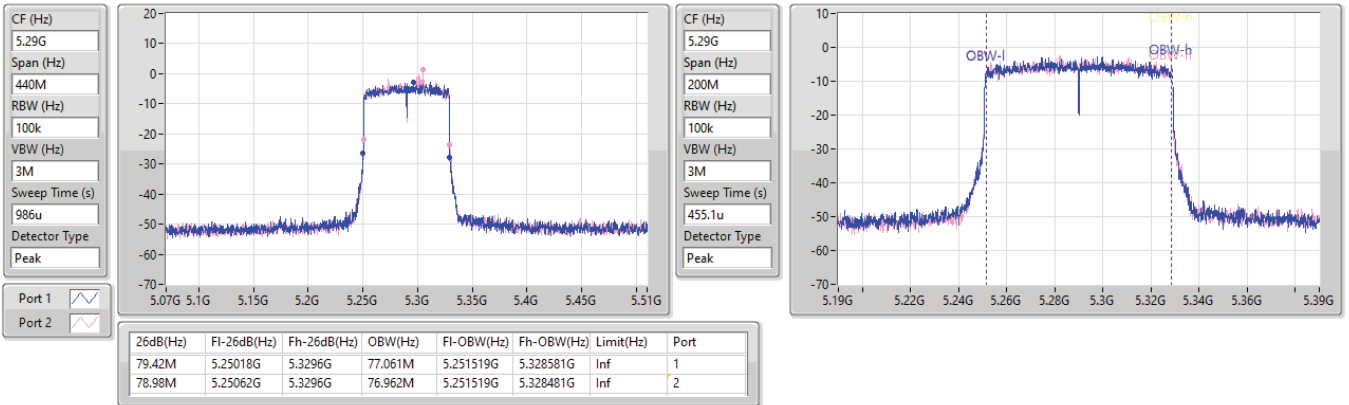 CF (Hz)
5.29G
Span (Hz)
440M
RBW (Hz)
100k
VBW (Hz)
3M
Sweep Time (s)
986u
Detector Type
Peak
Port 1
Port 2
20
10
0
-10
-20
-30
-40
-50
-60
-70
5.07G 5.1G 5.15G 5.2G 5.25G 5.3G 5.35G 5.4G 5.45G 5.51G
CF (Hz)
5.29G
Span (Hz)
200M
RBW (Hz)
100k
VBW (Hz)
3M
Sweep Time (s)
455.1u
Detector Type
Peak
10
0
-10
-20
-30
-40
-50
-60
-70
OBW-l
OBW-h
OBW-h
OBW-h
5.19G 5.22G 5.24G 5.26G 5.28G 5.3G 5.32G 5.34G 5.36G 5.39G
26dB(Hz) Fl-26dB(Hz) Fh-26dB(Hz) OBW(Hz) Fl-OBW(Hz) Fh-OBW(Hz) Limit(Hz) Port
79.42M 5.25018G 5.3296G 77.061M 5.251519G 5.328581G Inf 1
78.98M 5.25062G 5.3296G 76.962M 5.251519G 5.328481G Inf 2